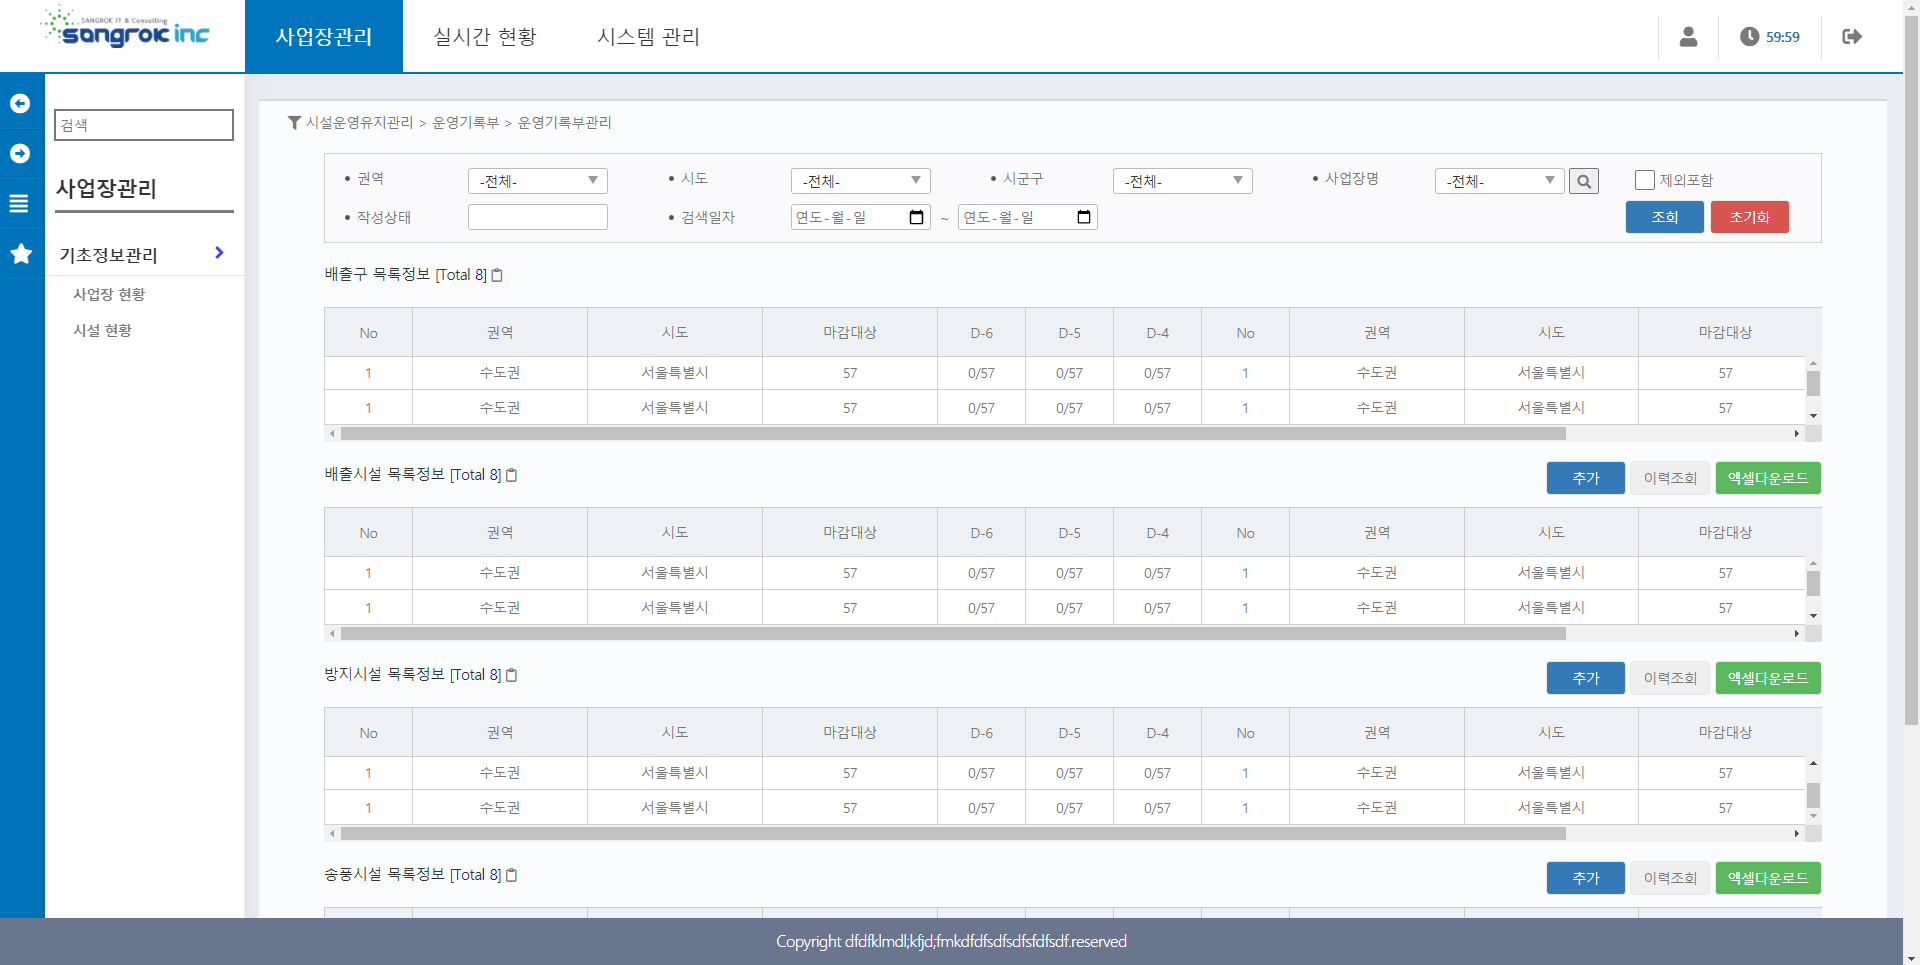 SANGROK IT & Consulting
sangrok inc
사업장관리 실시간 현황 시스템 관리 59:59
검색
사업장관리
기초정보관리
사업장 현황
시설 현황
시설운영유지관리 > 운영기록부 > 운영기록부관리
• 권역 -전체- • 시도 -전체- • 시군구 -전체- • 사업장명 -전체- 제외포함
• 작성상태 • 검색일자 연도-월-일 ~ 연도-월-일 조회 초기화
배출구 목록정보 [Total 8]
No 권역 시도 마감대상 D-6 D-5 D-4 No 권역 시도 마감대상
1 수도권 서울특별시 57 0/57 0/57 0/57 1 수도권 서울특별시 57
1 수도권 서울특별시 57 0/57 0/57 0/57 1 수도권 서울특별시 57
배출시설 목록정보 [Total 8] 추가 이력조회 엑셀다운로드
No 권역 시도 마감대상 D-6 D-5 D-4 No 권역 시도 마감대상
1 수도권 서울특별시 57 0/57 0/57 0/57 1 수도권 서울특별시 57
1 수도권 서울특별시 57 0/57 0/57 0/57 1 수도권 서울특별시 57
방지시설 목록정보 [Total 8] 추가 이력조회 엑셀다운로드
No 권역 시도 마감대상 D-6 D-5 D-4 No 권역 시도 마감대상
1 수도권 서울특별시 57 0/57 0/57 0/57 1 수도권 서울특별시 57
1 수도권 서울특별시 57 0/57 0/57 0/57 1 수도권 서울특별시 57
송풍시설 목록정보 [Total 8] 추가 이력조회 엑셀다운로드
Copyright dfdfklmdl;kfjd;fmkdfdfsdfsdfsfdfsdf.reserved